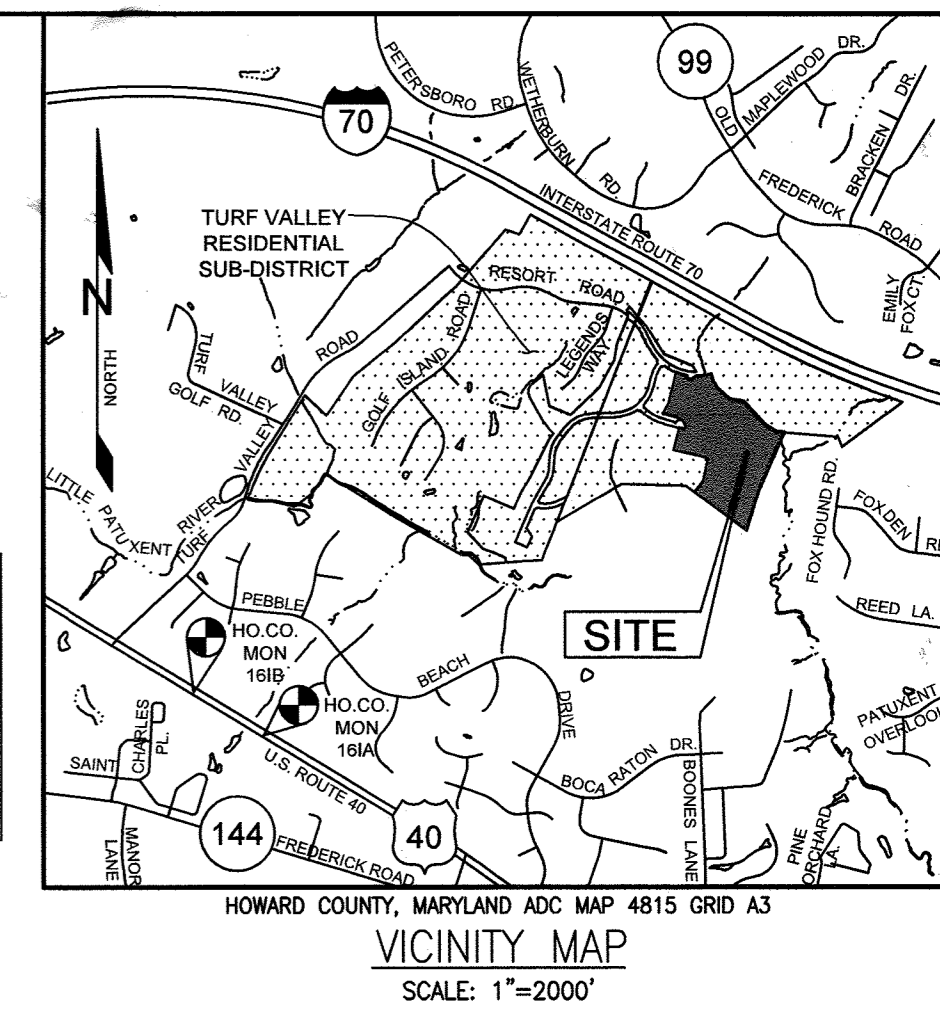 PETERSBORO RD.
WETHERBURN RD.
99
OLD FREDERICK ROAD
MAPLEWOOD DR.
BRACKEN DR.
70
INTERSTATE ROUTE 70
EMILY FOX CT.
TURF VALLEY
RESIDENTIAL
SUB-DISTRICT
N
NORTH
RESORT ROAD
ROAD
GOLF ISLAND ROAD
LEGENDS WAY
TURF VALLEY
GOLF RD.
VALLEY
TURF
LITTLE PATUXENT RIVER
FOX HOUND RD.
FOX DEN
REED LA.
SITE
PEBBLE BEACH DRIVE
HO.CO.
MON
16IB
HO.CO.
MON
16IA
SAINT CHARLES PL.
U.S. ROUTE 40
BOCA RATON DR.
BOONES LANE
PATUXENT
PINE ORCHARD LA.
144
FREDERICK ROAD
40
MANOR LANE
HOWARD COUNTY, MARYLAND ADC MAP 4815 GRID A3
VICINITY MAP
SCALE: 1"=2000'